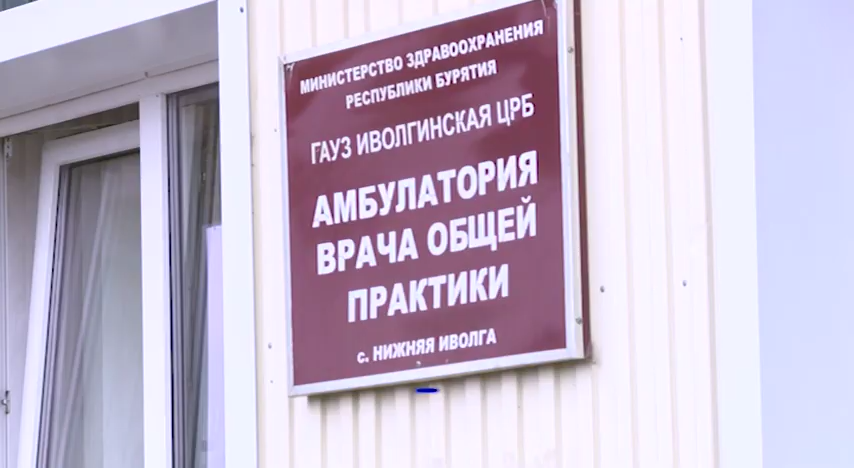 МИНИСТЕРСТВО ЗДРАВООХРАНЕНИЯ
РЕСПУБЛИКИ БУРЯТИЯ
ГАУЗ ИВОЛГИНСКАЯ ЦРБ
АМБУЛАТОРИЯ
ВРАЧА ОБЩЕЙ
ПРАКТИКИ
с. НИЖНЯЯ ИВОЛГА